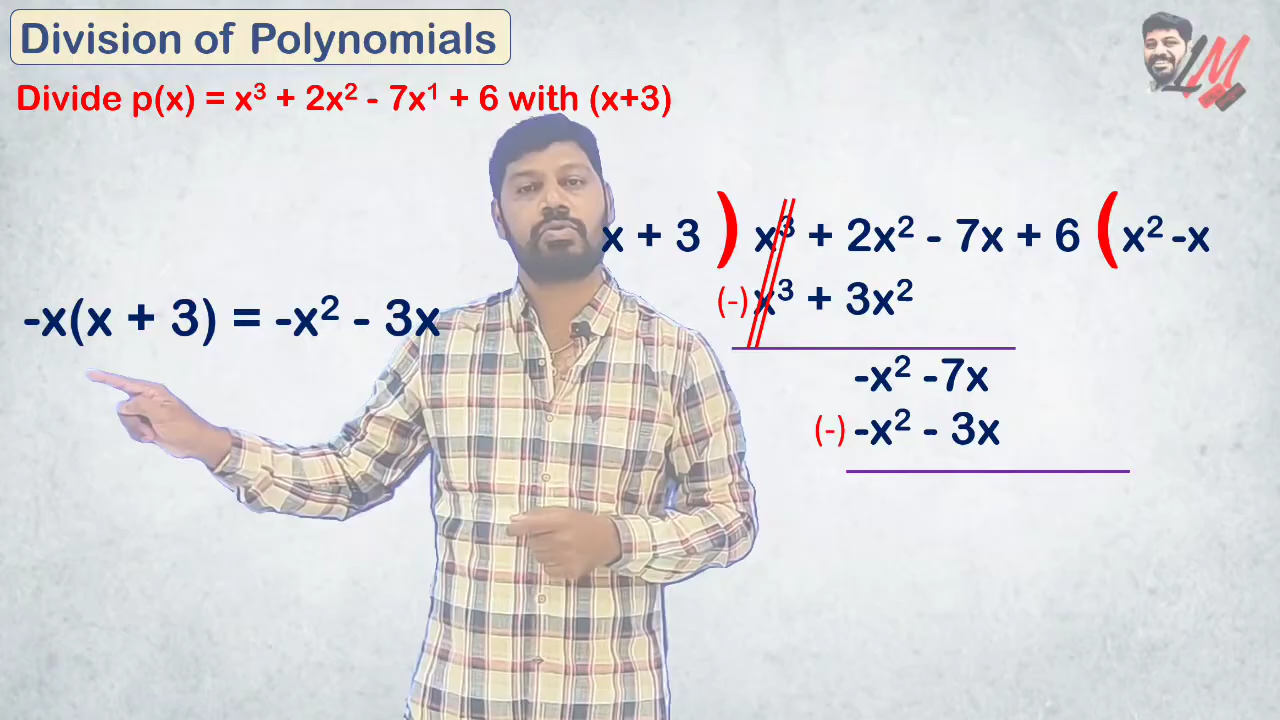 Division of Polynomials
LM
Divide p(x) = x³ + 2x² - 7x¹ + 6 with (x+3)
x + 3 ) x³ + 2x² - 7x + 6 ( x² -x
(-) x³ + 3x²
-x(x + 3) = -x² - 3x
-x² -7x
(-) -x² - 3x